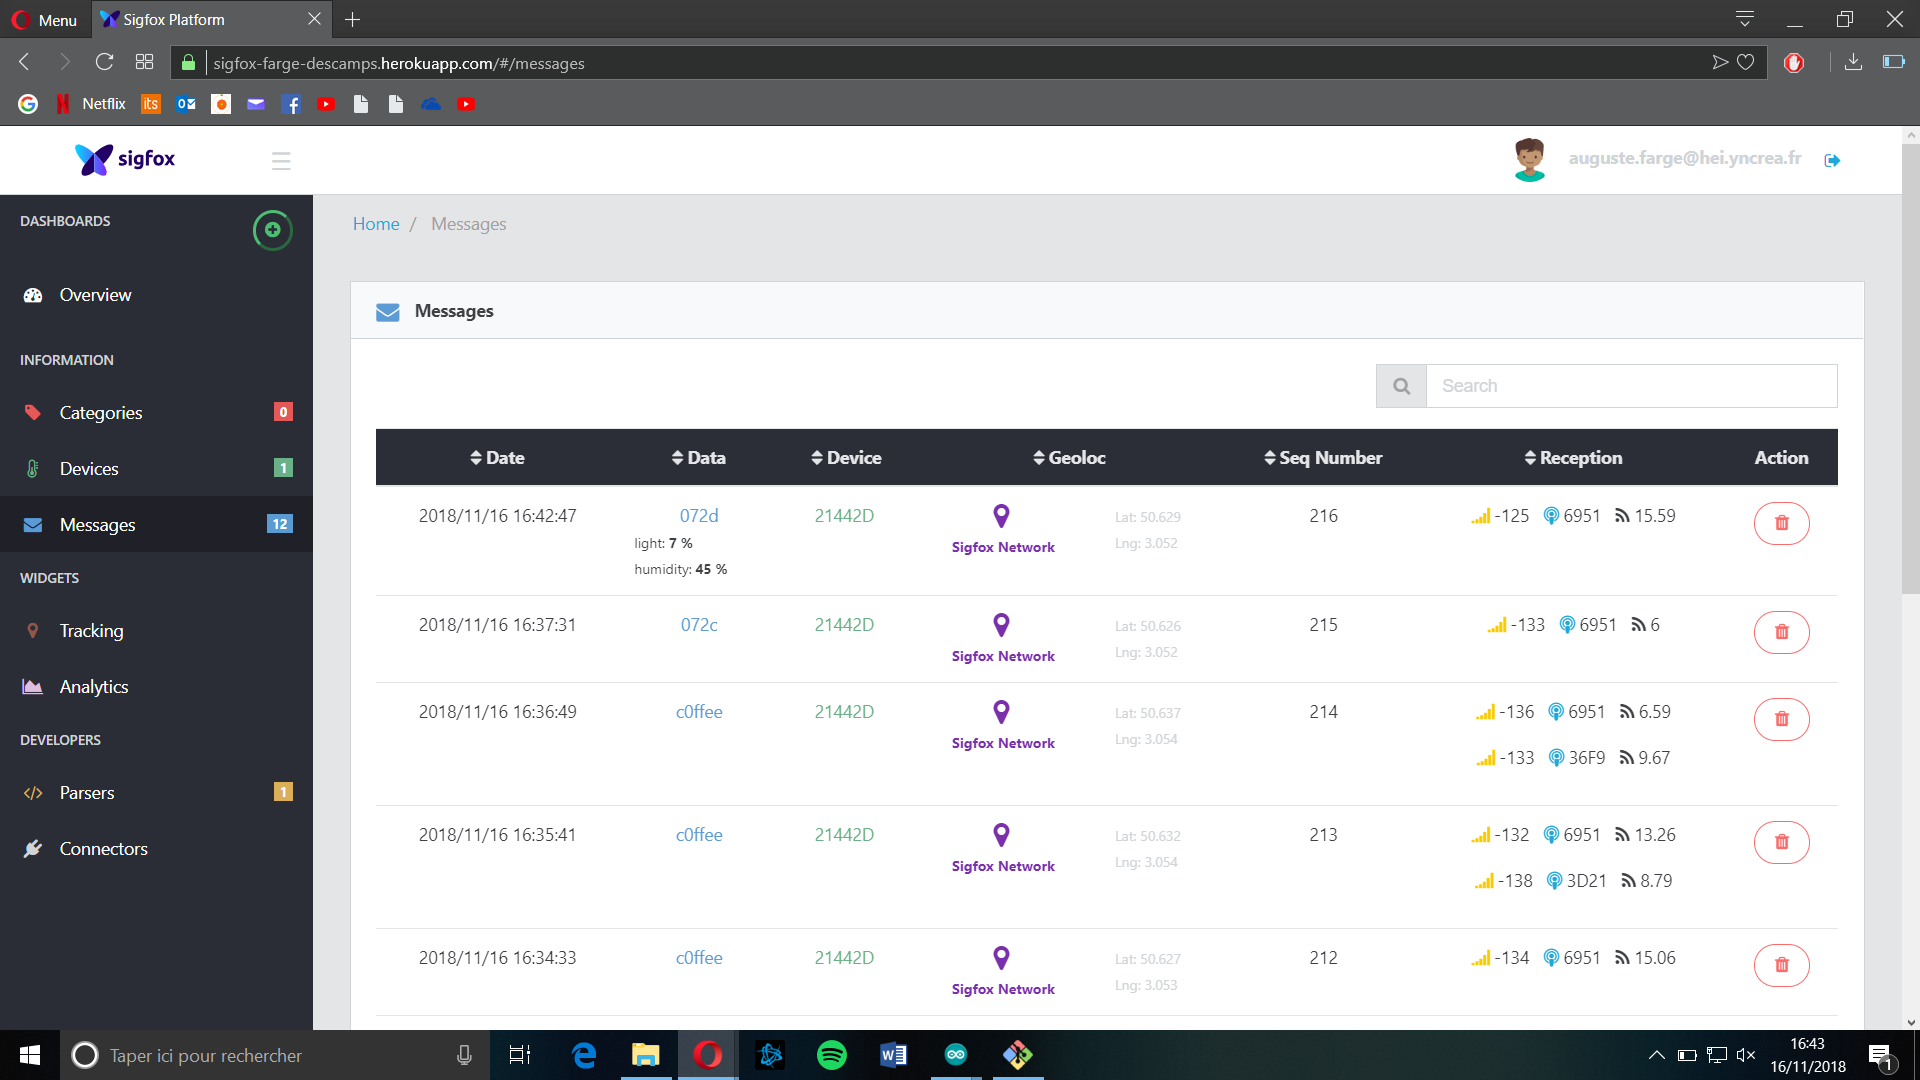 Menu
Sigfox Platform
sigfox-farge-descamps.herokuapp.com/#/messages
Netflix
its
sigfox
auguste.farge@hei.yncrea.fr
DASHBOARDS
Overview
INFORMATION
Categories 0
Devices 1
Messages 12
WIDGETS
Tracking
Analytics
DEVELOPERS
Parsers 1
Connectors
Home / Messages
Messages
Search
Date Data Device Geoloc Seq Number Reception Action
2018/11/16 16:42:47 072d 21442D Lat: 50.629 216 -125 6951 15.59
light: 7 % Sigfox Network Lng: 3.052
humidity: 45 %
2018/11/16 16:37:31 072c 21442D Lat: 50.626 215 -133 6951 6
Sigfox Network Lng: 3.052
2018/11/16 16:36:49 c0ffee 21442D Lat: 50.637 214 -136 6951 6.59
Sigfox Network Lng: 3.054
-133 36F9 9.67
2018/11/16 16:35:41 c0ffee 21442D Lat: 50.632 213 -132 6951 13.26
Sigfox Network Lng: 3.054
-138 3D21 8.79
2018/11/16 16:34:33 c0ffee 21442D Lat: 50.627 212 -134 6951 15.06
Sigfox Network Lng: 3.053
Taper ici pour rechercher
16:43
16/11/2018
1